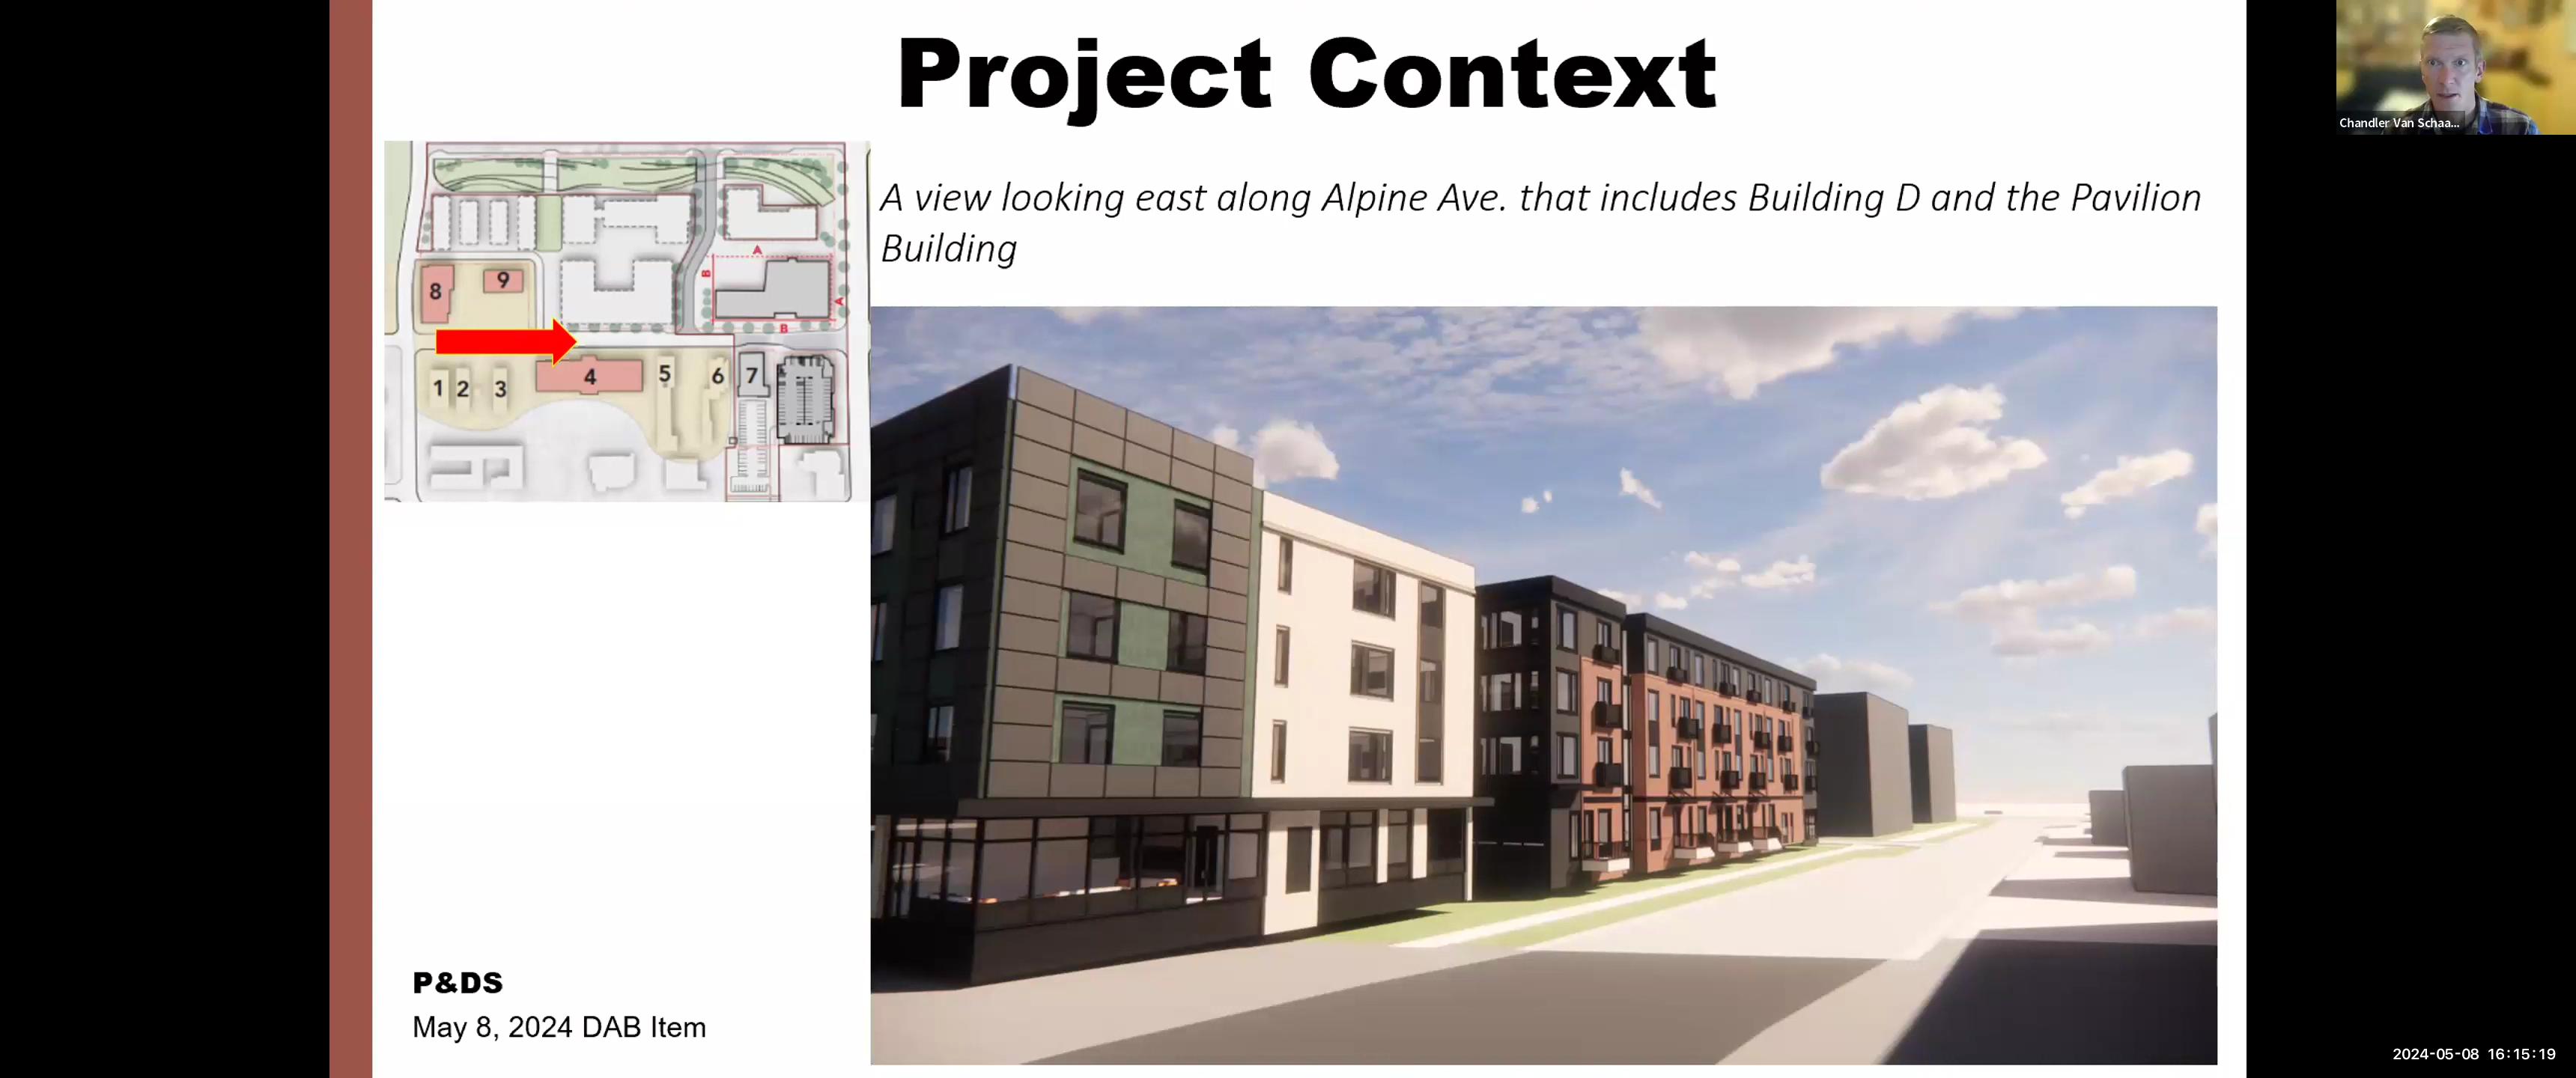 Project Context
Chandler Van Schaa...
A view looking east along Alpine Ave. that includes Building D and the Pavilion
Building
A
B
A
B
8
9
1 2 3
4
5
6
7
P&DS
May 8, 2024 DAB Item
2024-05-08 16:15:19